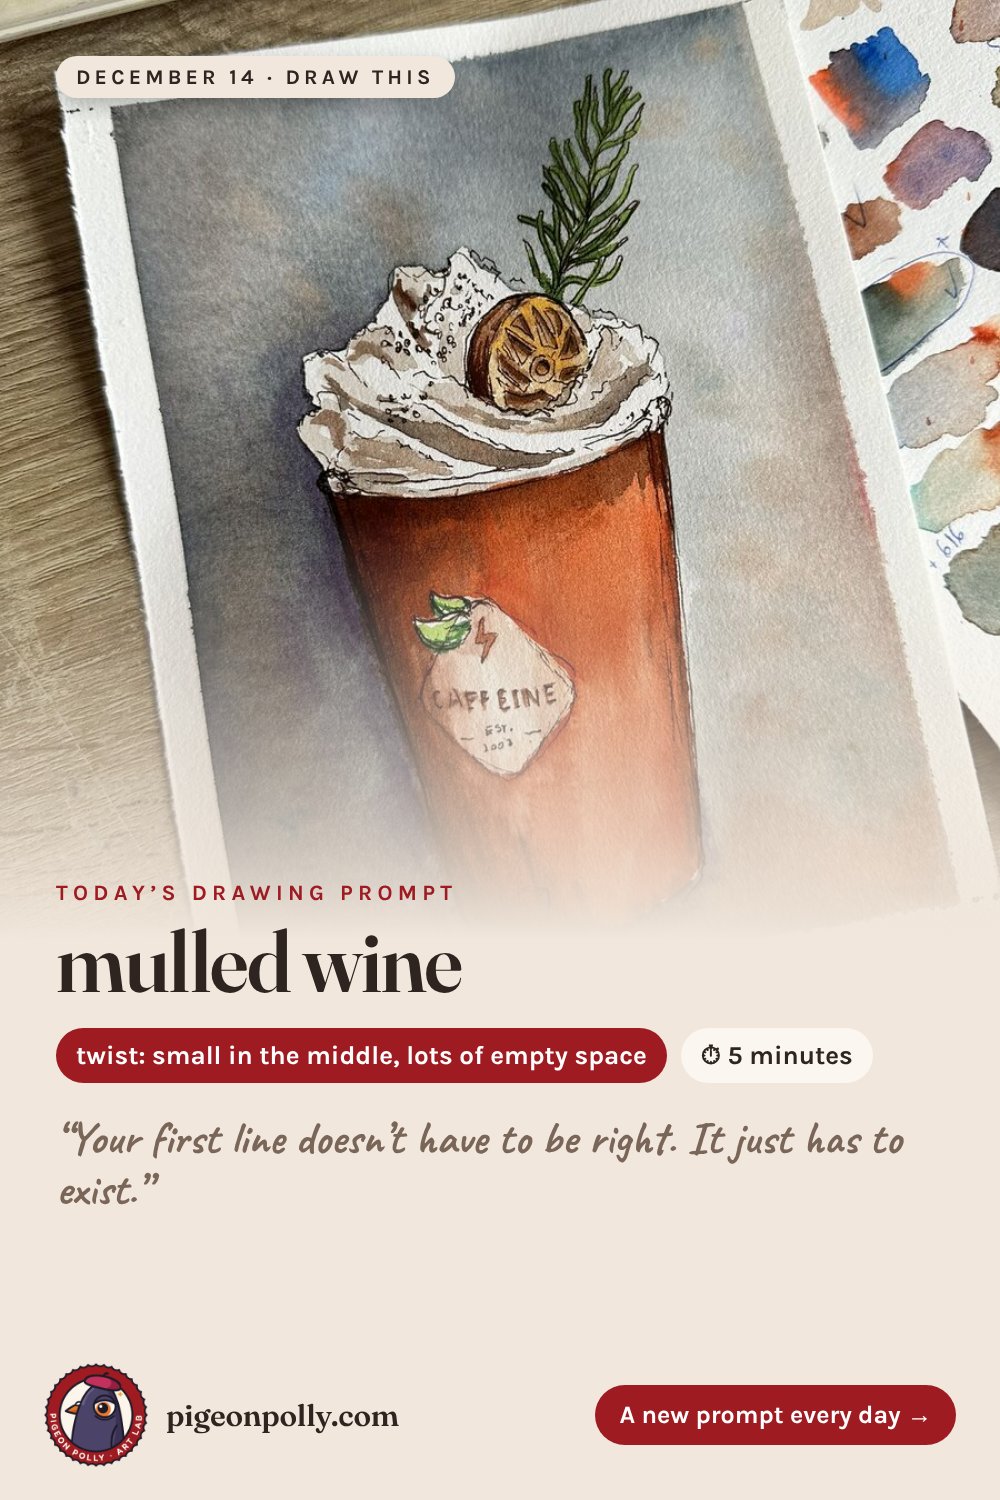 DECEMBER 14 · DRAW THIS
CAFFEINE
EST.
2003
+ 619
TODAY’S DRAWING PROMPT
mulled wine
twist: small in the middle, lots of empty space
⏱ 5 minutes
“Your first line doesn’t have to be right. It just has to
exist.”
PIGEON POLLY · ART LAB
pigeonpolly.com
A new prompt every day →